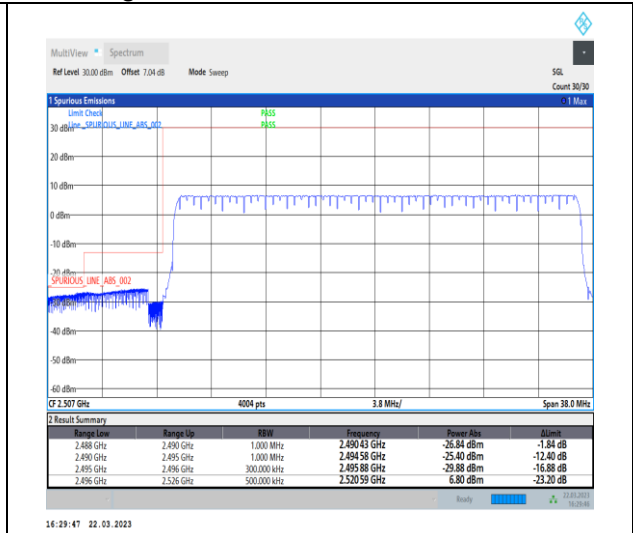 MultiView Spectrum
Ref Level 30.00 dBm Offset 7.04 dB Mode Sweep SGL
Count 30/30
1 Spurious Emissions 1 Max
Limit Check PASS
30 dBm Line _SPURIOUS_LINE_ABS_002 PASS
20 dBm
10 dBm
0 dBm
-10 dBm
-20 dBm
_SPURIOUS_LINE_ABS_002
-40 dBm
-50 dBm
-60 dBm
CF 2.507 GHz 4004 pts 3.8 MHz/ Span 38.0 MHz
2 Result Summary
Range Low Range Up RBW Frequency Power Abs ΔLimit
2.488 GHz 2.490 GHz 1.000 MHz 2.490 43 GHz -26.84 dBm -1.84 dB
2.490 GHz 2.495 GHz 1.000 MHz 2.494 58 GHz -25.40 dBm -12.40 dB
2.495 GHz 2.496 GHz 300.000 kHz 2.495 88 GHz -29.88 dBm -16.88 dB
2.496 GHz 2.526 GHz 500.000 kHz 2.520 59 GHz 6.80 dBm -23.20 dB
Ready 22.03.2023
16:29:46
16:29:47 22.03.2023